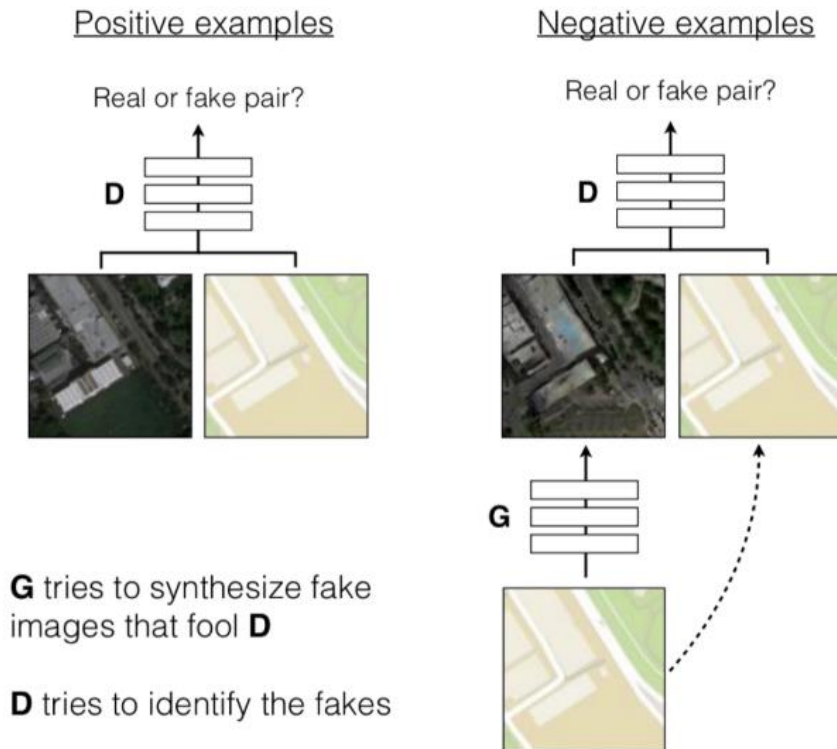 Positive examples
Real or fake pair?
D
Negative examples
Real or fake pair?
D
G
G tries to synthesize fake
images that fool D
D tries to identify the fakes